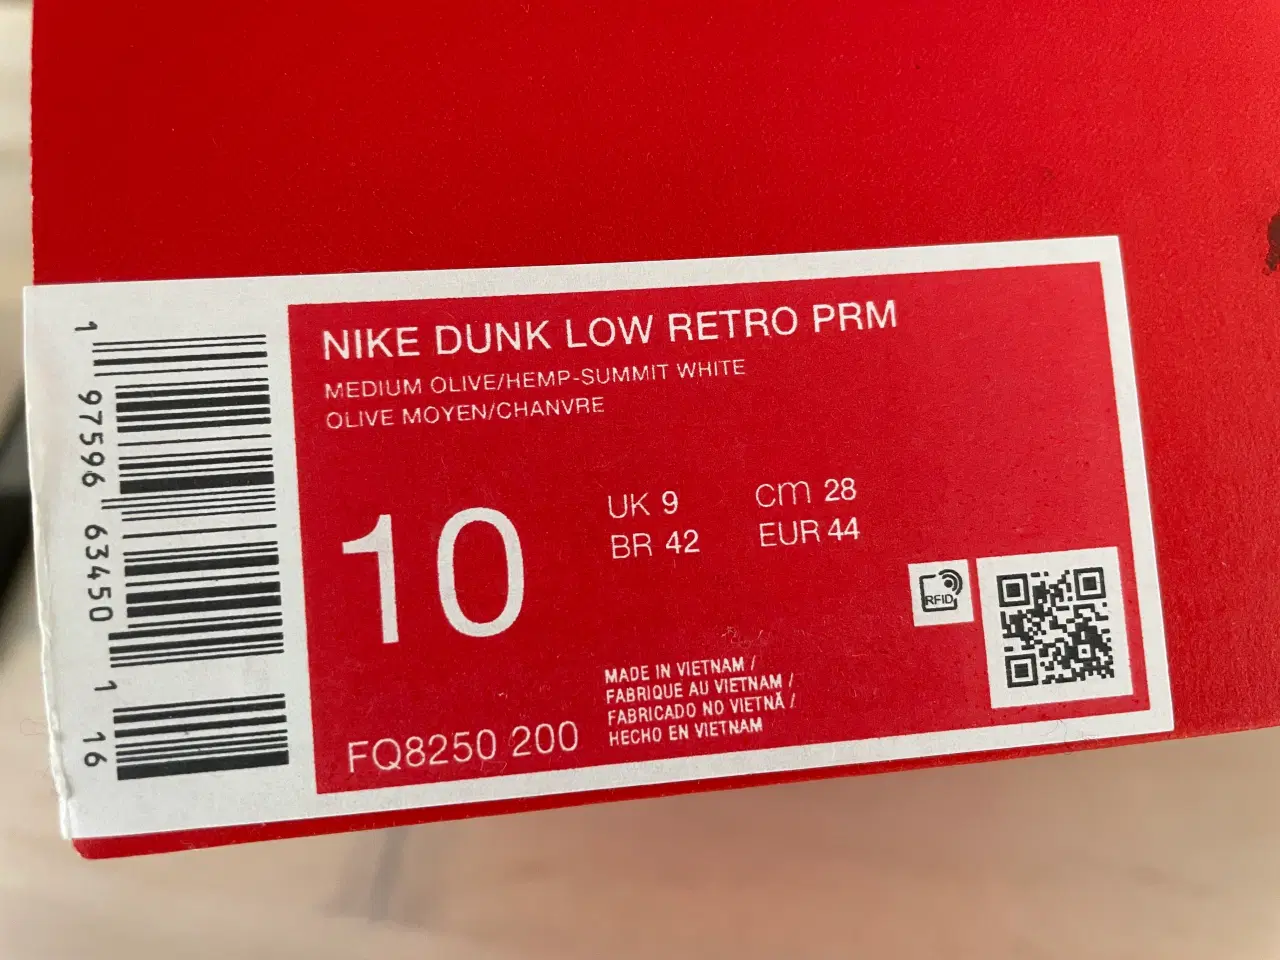 NIKE DUNK LOW RETRO PRM
MEDIUM OLIVE/HEMP-SUMMIT WHITE
OLIVE MOYEN/CHANVRE
10
UK 9 cm 28
BR 42 EUR 44
RFID
MADE IN VIETNAM /
FABRIQUE AU VIETNAM /
FABRICADO NO VIETNÃ /
HECHO EN VIETNAM
FQ8250 200
1 97596 63450 1 16